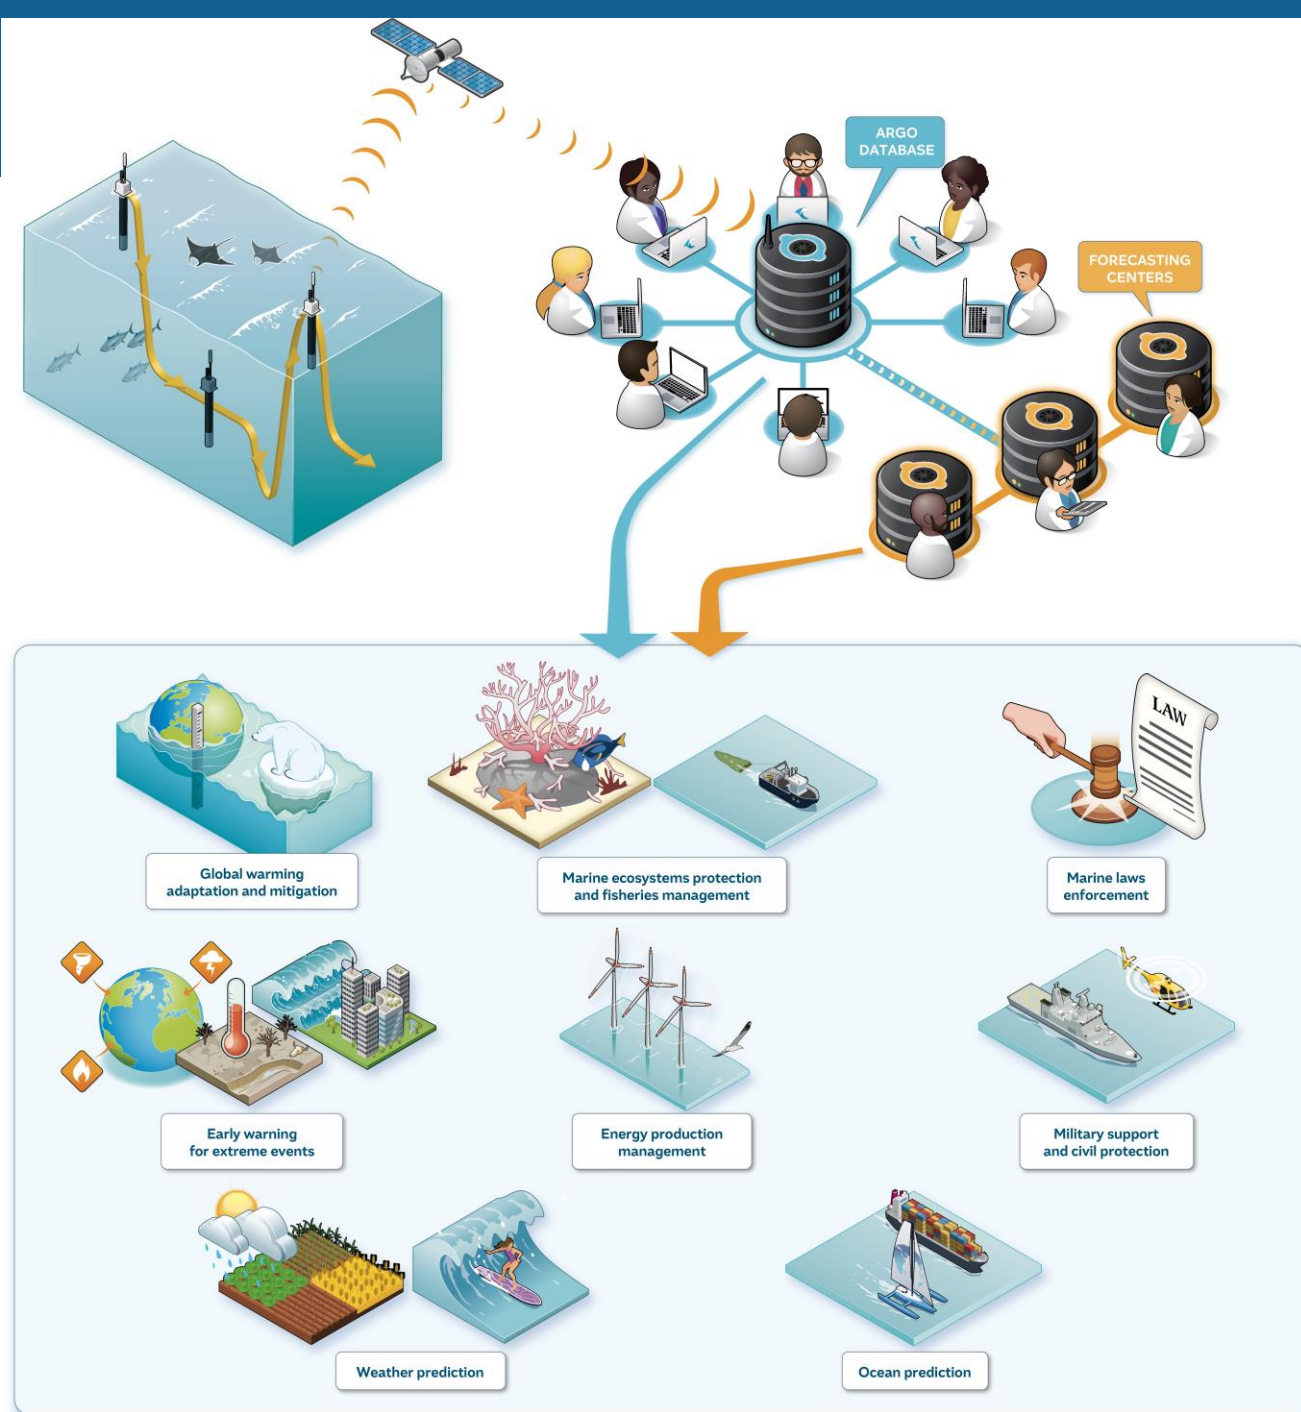 ARGO
DATABASE
FORECASTING
CENTERS
LAW
Global warming
adaptation and mitigation
Marine ecosystems protection
and fisheries management
Marine laws
enforcement
Early warning
for extreme events
Energy production
management
Military support
and civil protection
Weather prediction
Ocean prediction